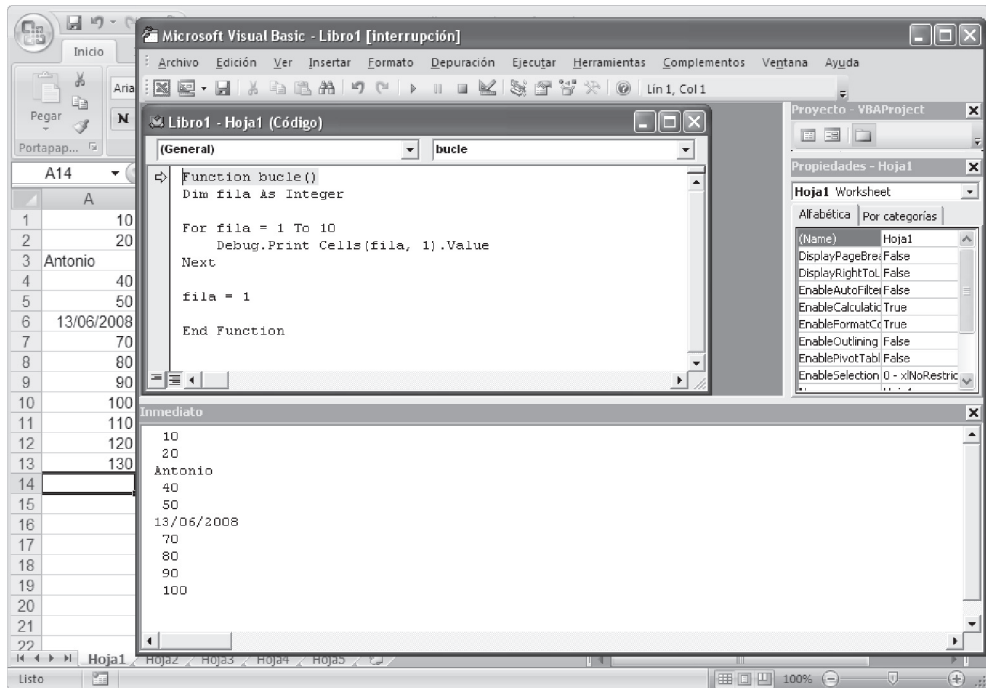 Inicio
Pegar
Aria
N
Portapap...
A14
A
1 10
2 20
3 Antonio
4 40
5 50
6 13/06/2008
7 70
8 80
9 90
10 100
11 110
12 120
13 130
14
15
16
17
18
19
20
21
22
Hoja1 Hoja2 Hoja3 Hoja4 Hoja5
Listo
100%
Microsoft Visual Basic - Libro1 [interrupción]
Archivo Edición Ver Insertar Formato Depuración Ejecutar Herramientas Complementos Ventana Ayuda
Lin 1, Col 1
Libro1 - Hoja1 (Código)
(General) bucle
Function bucle()
Dim fila As Integer
For fila = 1 To 10
Debug.Print Cells(fila, 1).Value
Next
fila = 1
End Function
Proyecto - VBAProject
Propiedades - Hoja1
Hoja1 Worksheet
Alfabética Por categorías
(Name) Hoja1
DisplayPageBrea False
DisplayRightToL False
EnableAutoFilter False
EnableCalculatic True
EnableFormatCo True
EnableOutlining False
EnablePivotTabl False
EnableSelection 0 - xlNoRestric
Inmediato
10
20
Antonio
40
50
13/06/2008
70
80
90
100